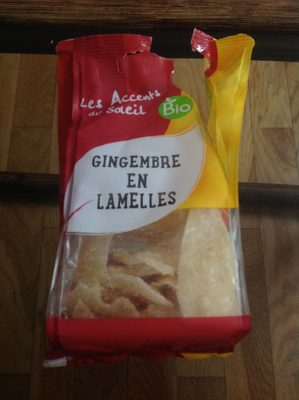 Les Accents
du Soleil
Bio
GINGEMBRE
EN
LAMELLES